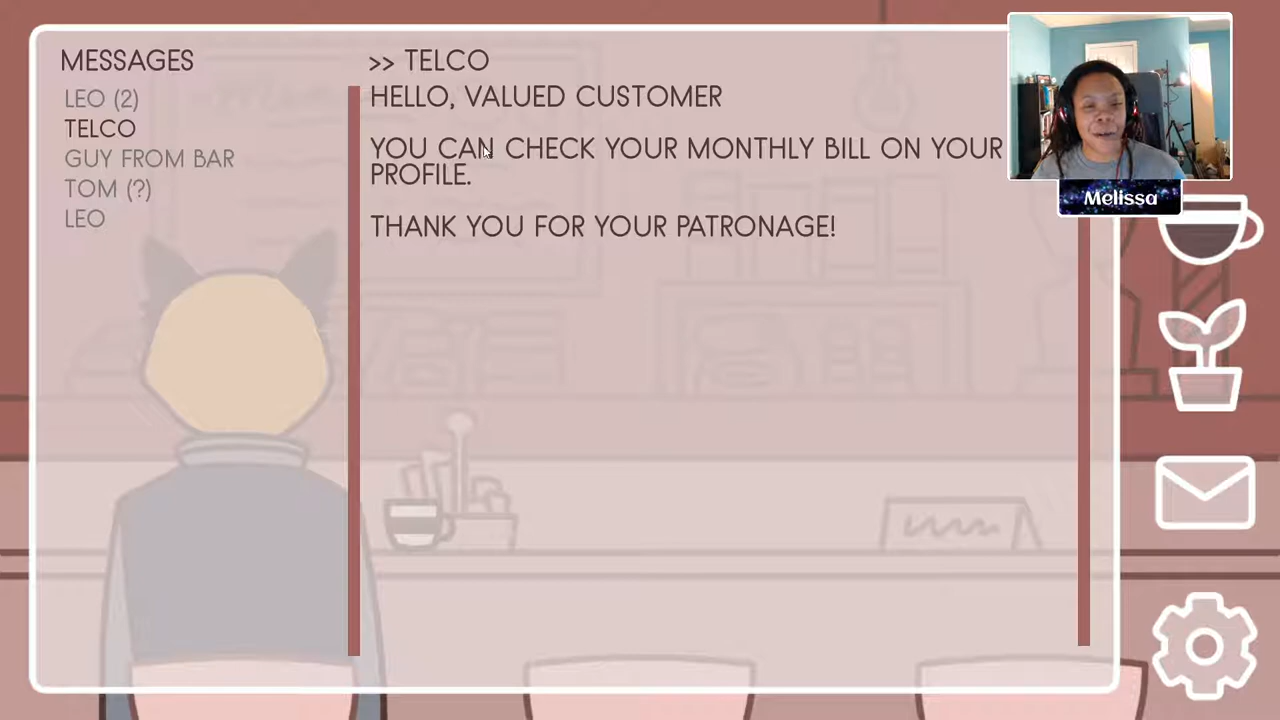 MESSAGES
LEO (2)
TELCO
GUY FROM BAR
TOM (?)
LEO
>> TELCO
HELLO, VALUED CUSTOMER
YOU CAN CHECK YOUR MONTHLY BILL ON YOUR
PROFILE.
THANK YOU FOR YOUR PATRONAGE!
Melissa